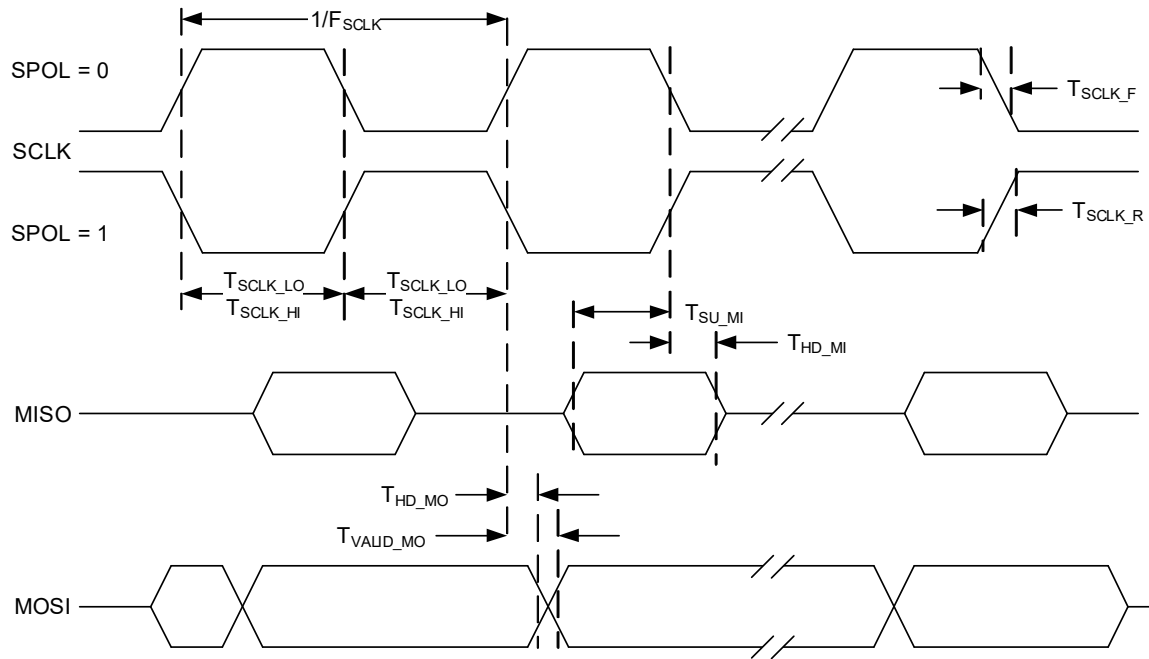 1/FSCLK
SPOL = 0
TSCLK_F
SCLK
SPOL = 1
TSCLK_R
TSCLK_LO TSCLK_LO
TSCLK_HI TSCLK_HI
TSU_MI
THD_MI
MISO
THD_MO
TVALID_MO
MOSI